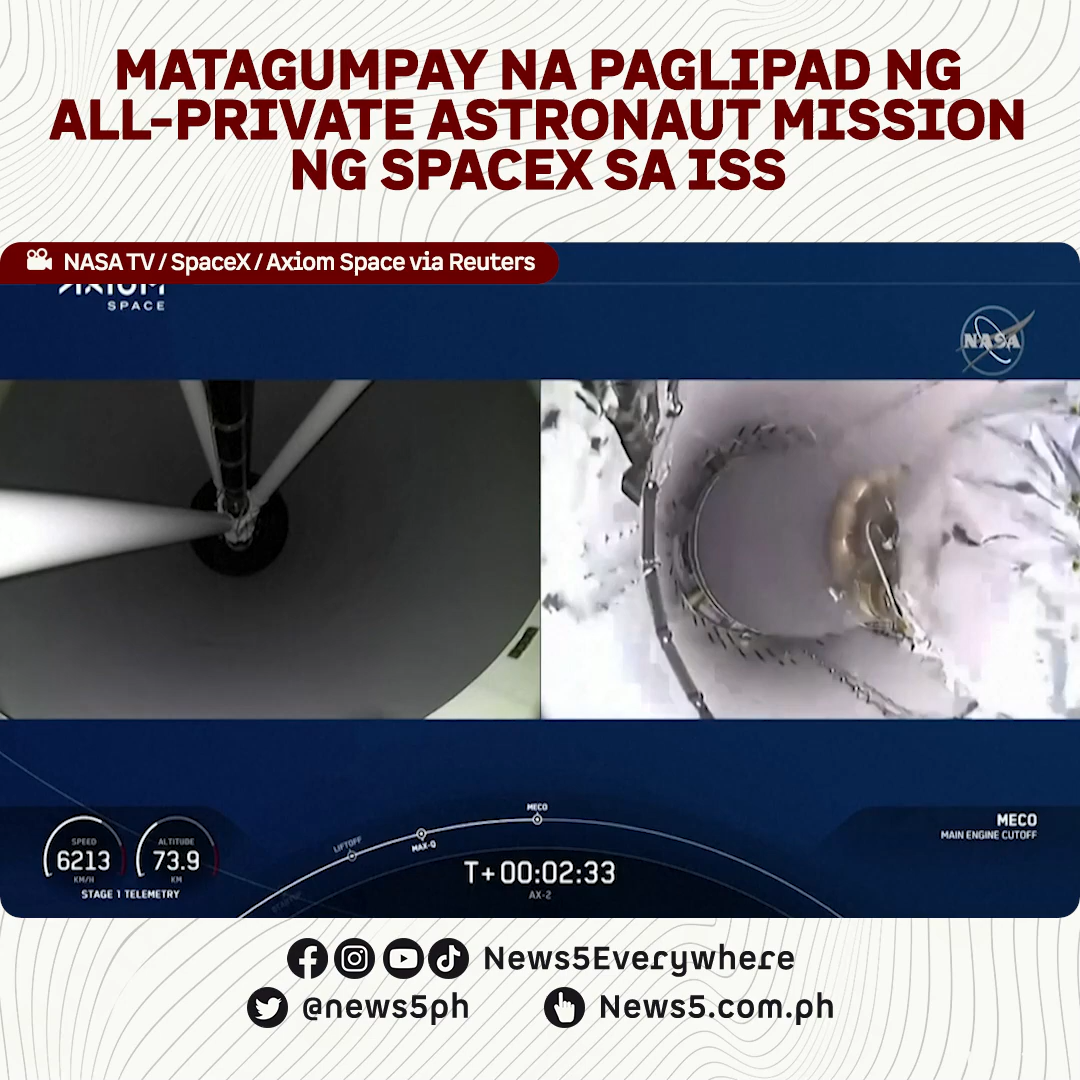 MATAGUMPAY NA PAGLIPAD NG
ALL-PRIVATE ASTRONAUT MISSION
NG SPACEX SA ISS
NASA TV / SpaceX / Axiom Space via Reuters
AXIOM
SPACE
NASA
MECO
LIFTOFF
MAX-Q
SPEED
6213
KM/H
ALTITUDE
73.9
KM
STAGE 1 TELEMETRY
T+ 00:02:33
AX-2
MECO
MAIN ENGINE CUTOFF
News5Everywhere
@news5ph
News5.com.ph